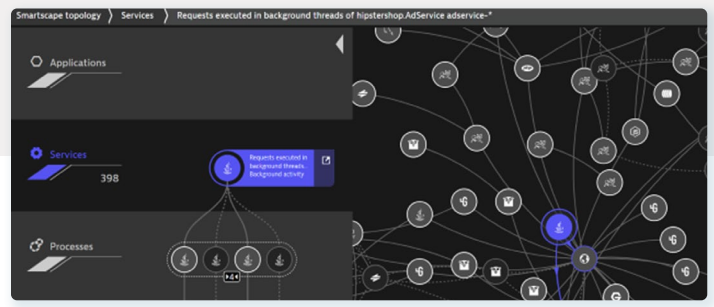 Smartscape topology
Services
Requests executed in background threads of hipstershop.AdService adservice-*
Applications
Services
398
Requests executed in
background threads...
Background activity
Processes